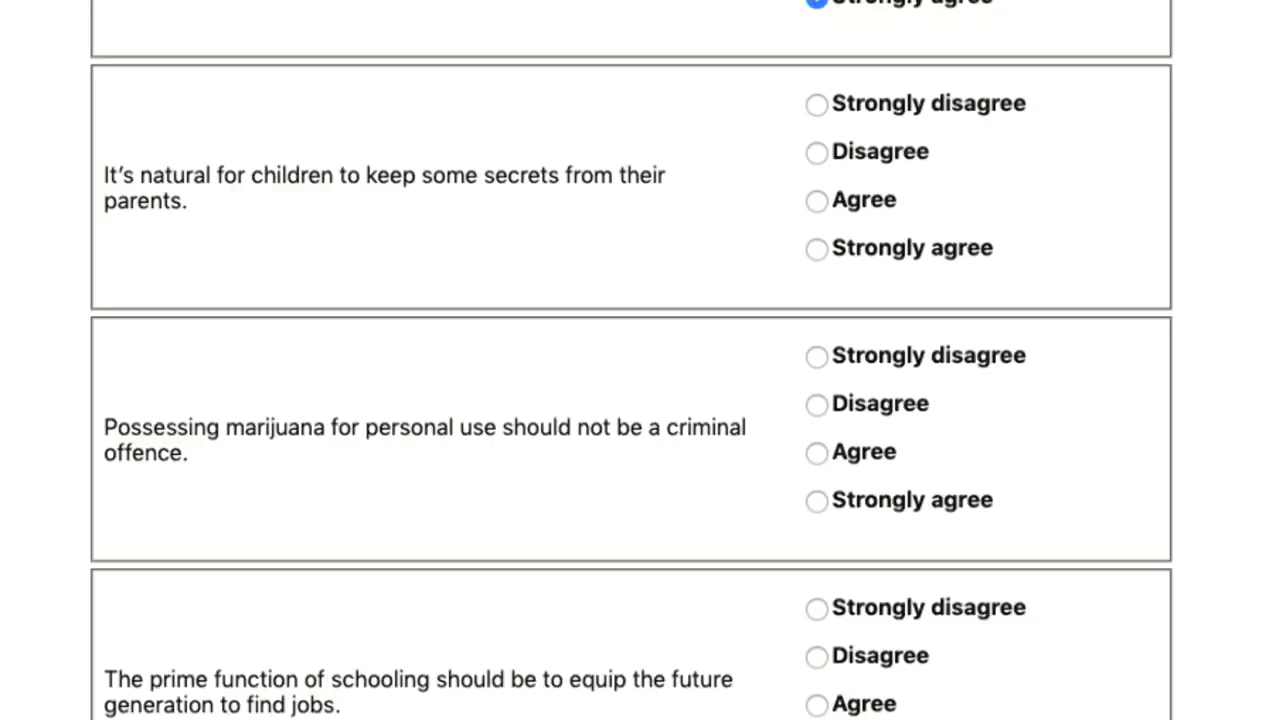 Strongly agree
Strongly disagree
Disagree
It’s natural for children to keep some secrets from their
parents.
Agree
Strongly agree
Strongly disagree
Disagree
Possessing marijuana for personal use should not be a criminal
offence.
Agree
Strongly agree
Strongly disagree
Disagree
The prime function of schooling should be to equip the future
generation to find jobs.
Agree